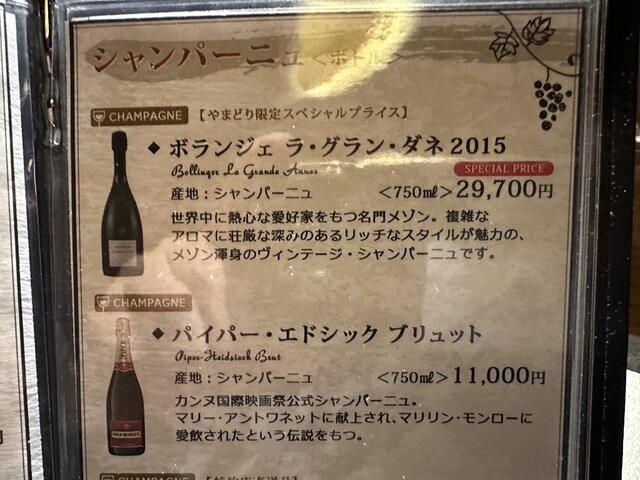 シャンパーニュ <ボトル>
CHAMPAGNE 【やまどり限定スペシャルプライス】
◆ ボランジェ ラ・グラン・ダネ 2015
Bollinger La Grande Annee
SPECIAL PRICE
産地:シャンパーニュ <750㎖> 29,700円
世界中に熱心な愛好家をもつ名門メゾン。複雑な
アロマに荘厳な深みのあるリッチなスタイルが魅力の、
メゾン渾身のヴィンテージ・シャンパーニュです。
CHAMPAGNE
◆ パイパー・エドシック ブリュット
Piper-Heidsieck Brut
産地:シャンパーニュ <750㎖> 11,000円
カンヌ国際映画祭公式シャンパーニュ。
マリー・アントワネットに献上され、マリリン・モンローに
愛飲されたという伝説をもつ。
CHAMPAGNE